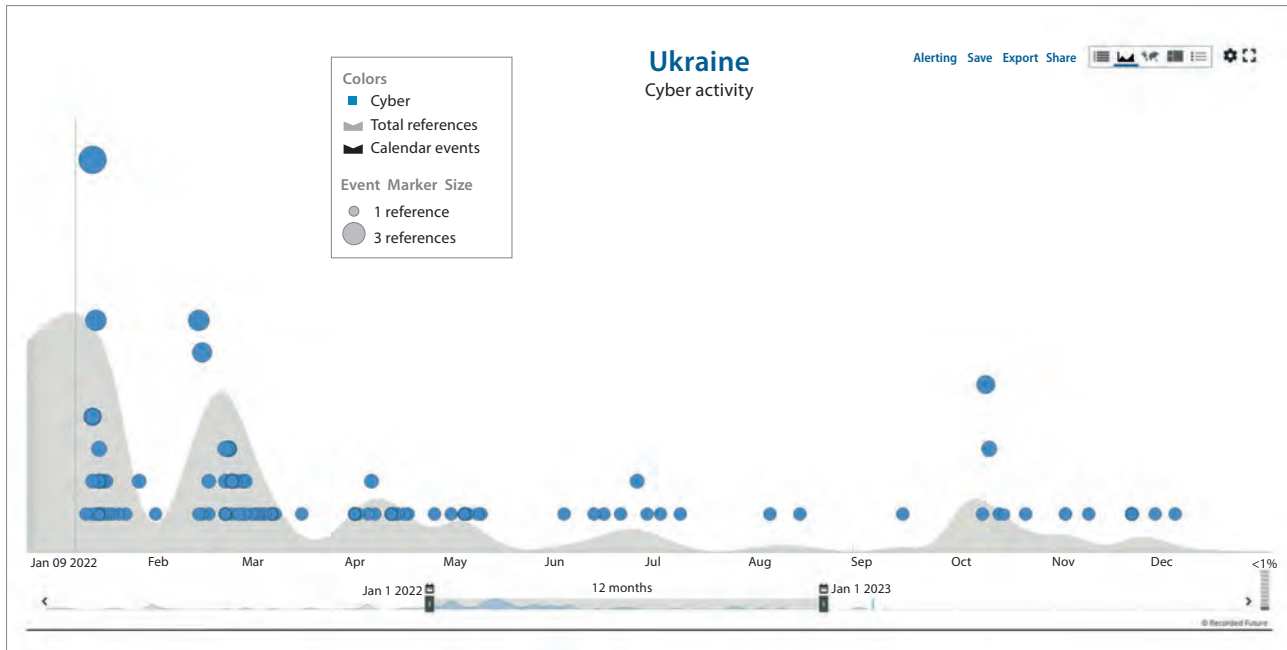 Ukraine
Cyber activity
Alerting Save Export Share
Colors
Cyber
Total references
Calendar events
Event Marker Size
1 reference
3 references
Jan 09 2022 Feb Mar Apr May Jun Jul Aug Sep Oct Nov Dec <1%
Jan 1 2022 12 months Jan 1 2023
© Recorded Future